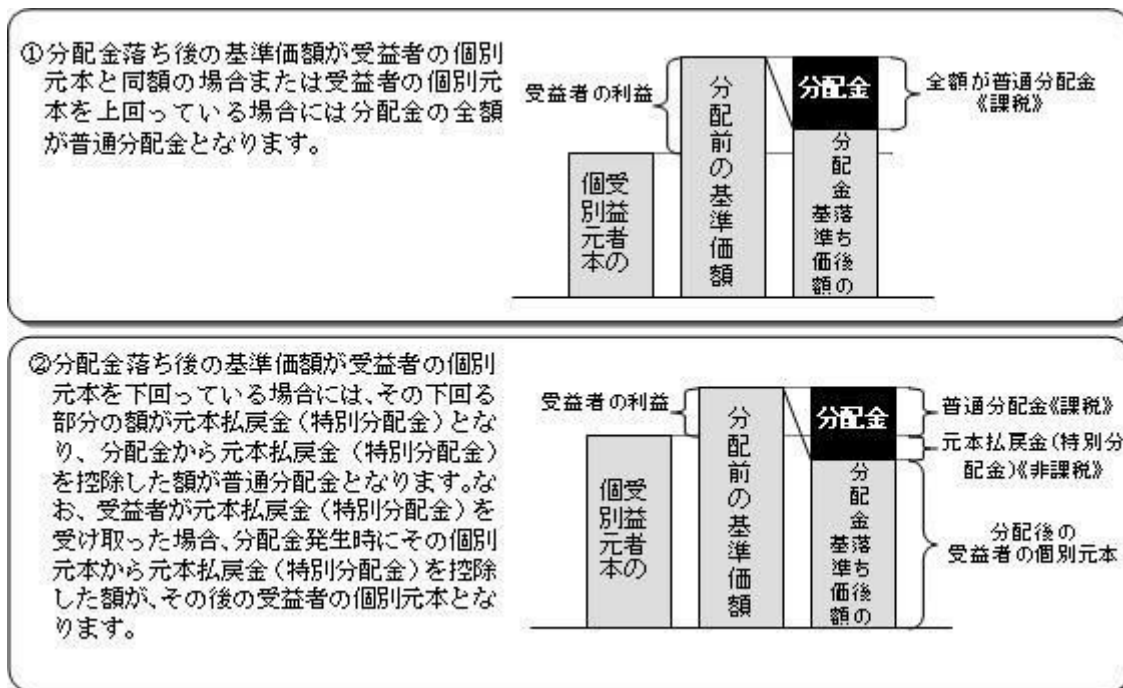 ①分配金落ち後の基準価額が受益者の個別
元本と同額の場合または受益者の個別元
本を上回っている場合には分配金の全額
が普通分配金となります。
受益者の利益
受益者の
個別元本
分配前の基準価額
分配金
分配金落ち後の
基準価額
全額が普通分配金
《課税》
②分配金落ち後の基準価額が受益者の個別
元本を下回っている場合には、その下回る
部分の額が元本払戻金(特別分配金)とな
り、分配金から元本払戻金(特別分配金)
を控除した額が普通分配金となります。な
お、受益者が元本払戻金(特別分配金)を
受け取った場合、分配金発生時にその個別
元本から元本払戻金(特別分配金)を控除
した額が、その後の受益者の個別元本とな
ります。
受益者の利益
受益者の
個別元本
分配前の基準価額
分配金
分配金落ち後の
基準価額
普通分配金《課税》
元本払戻金(特別分
配金)《非課税》
分配後の
受益者の個別元本